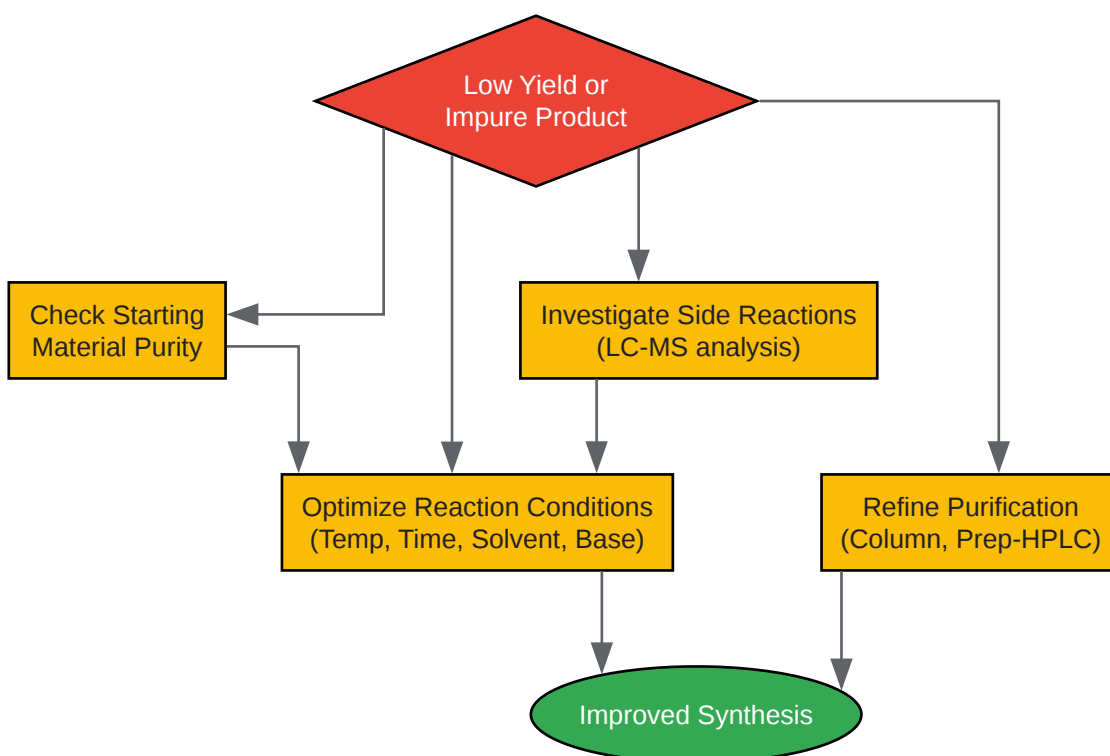 Low Yield or
Impure Product
Check Starting
Material Purity
Investigate Side Reactions
(LC-MS analysis)
Optimize Reaction Conditions
(Temp, Time, Solvent, Base)
Refine Purification
(Column, Prep-HPLC)
Improved Synthesis